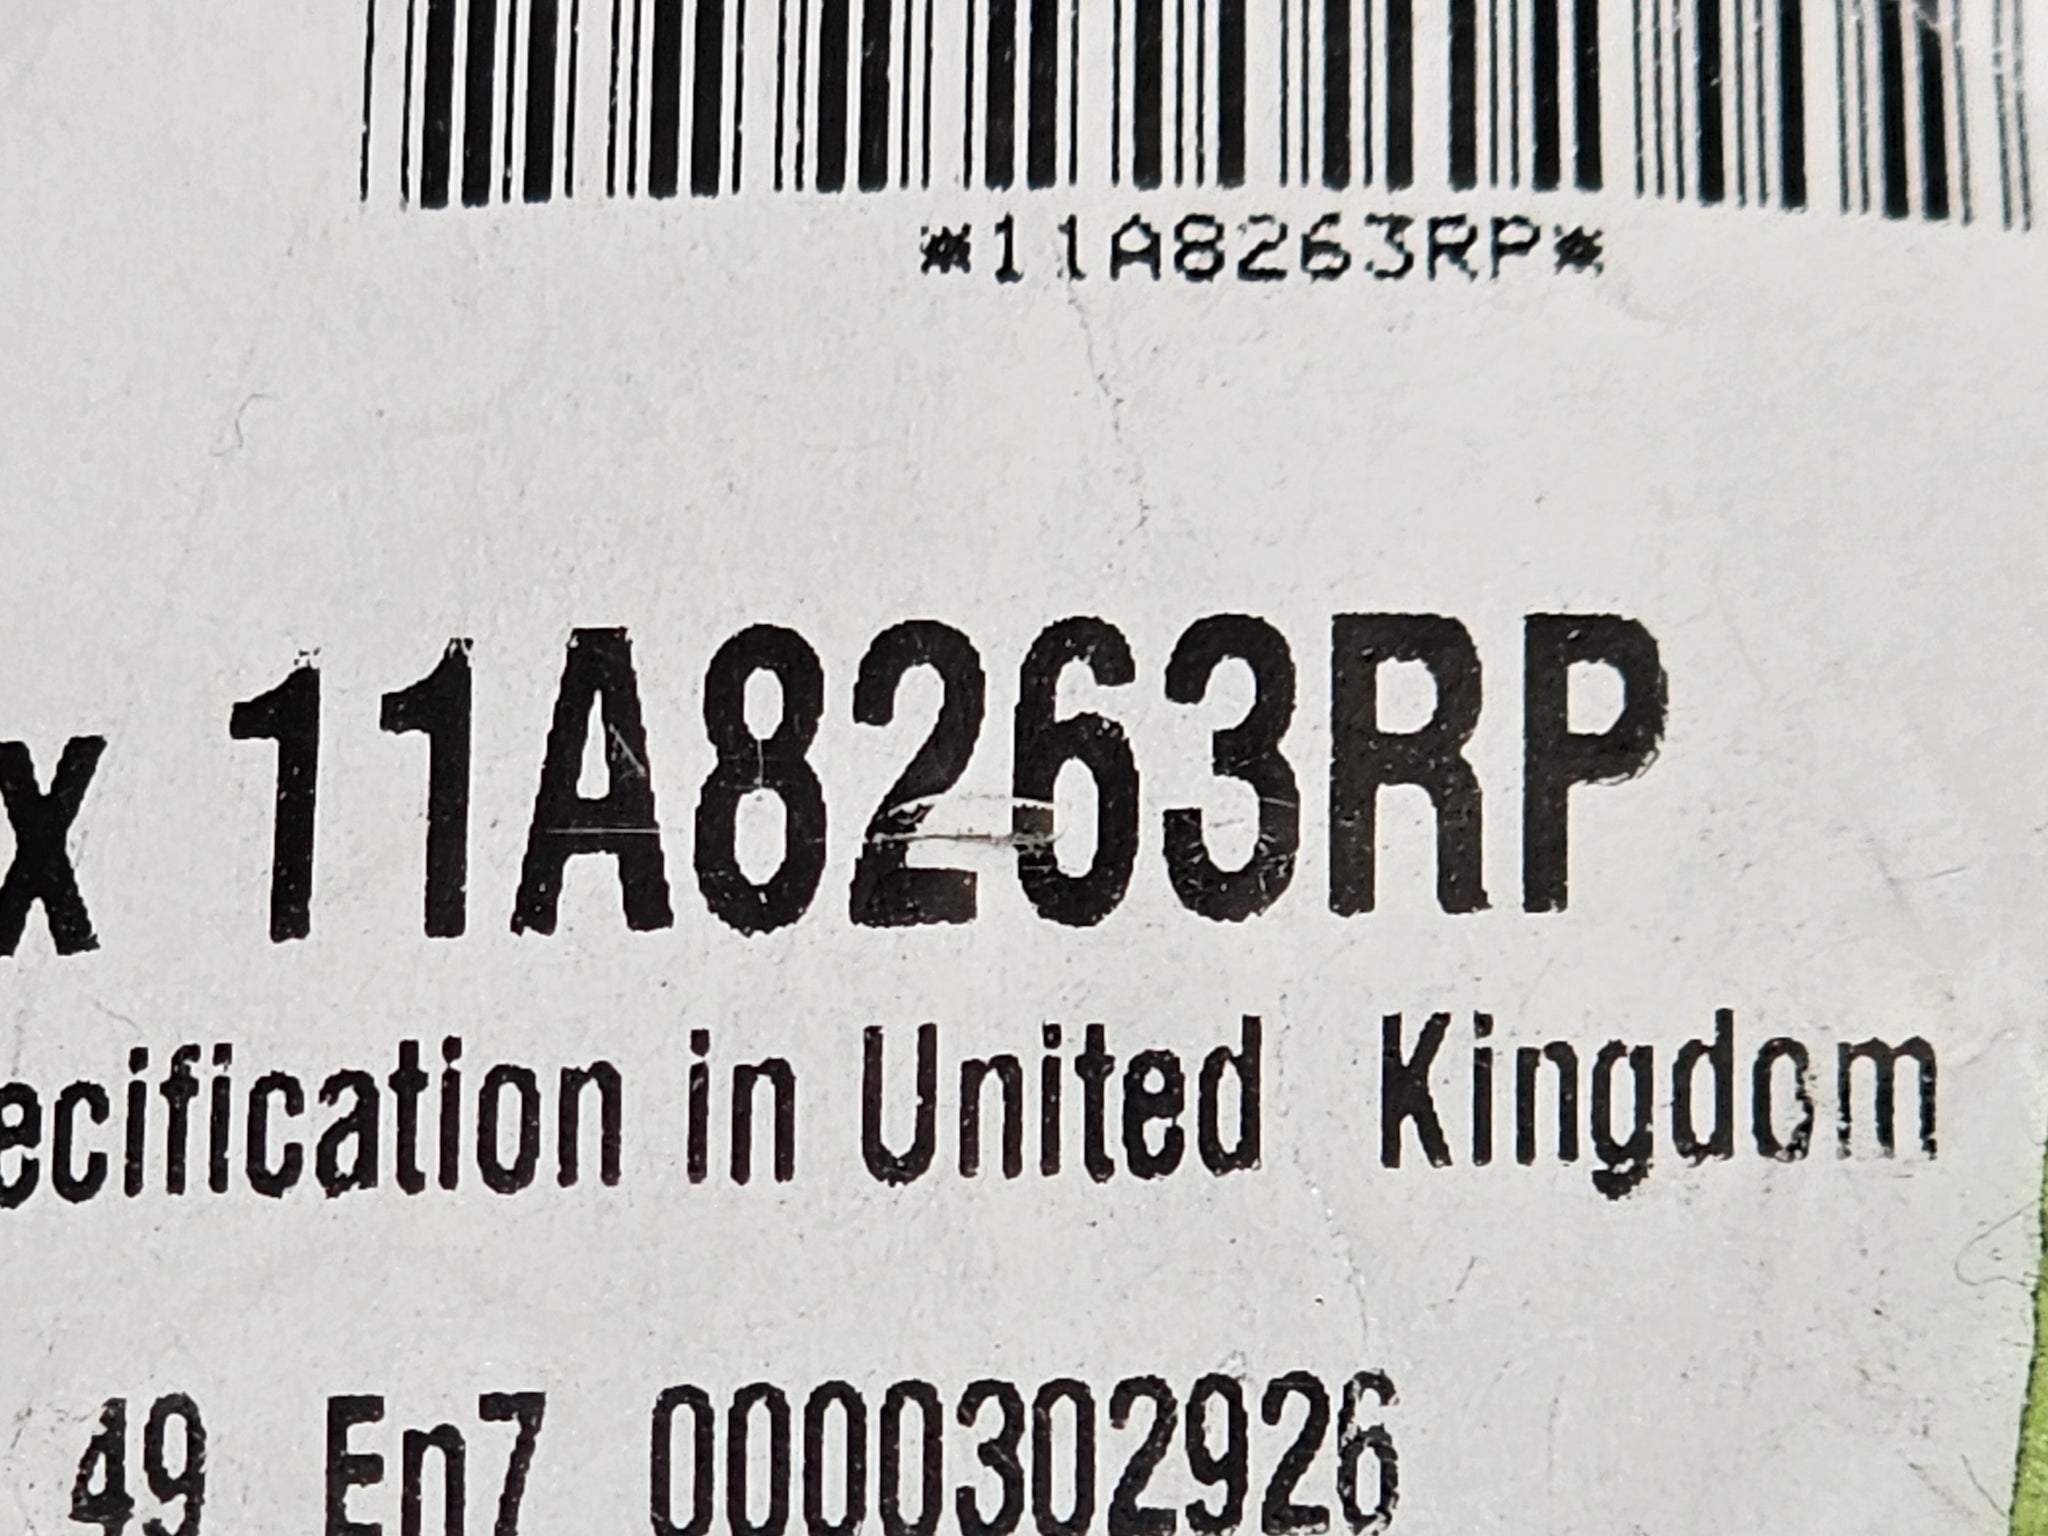 *11A8263RP*
x 11A8263RP
ecification in United Kingdom
49 En7 0000302926